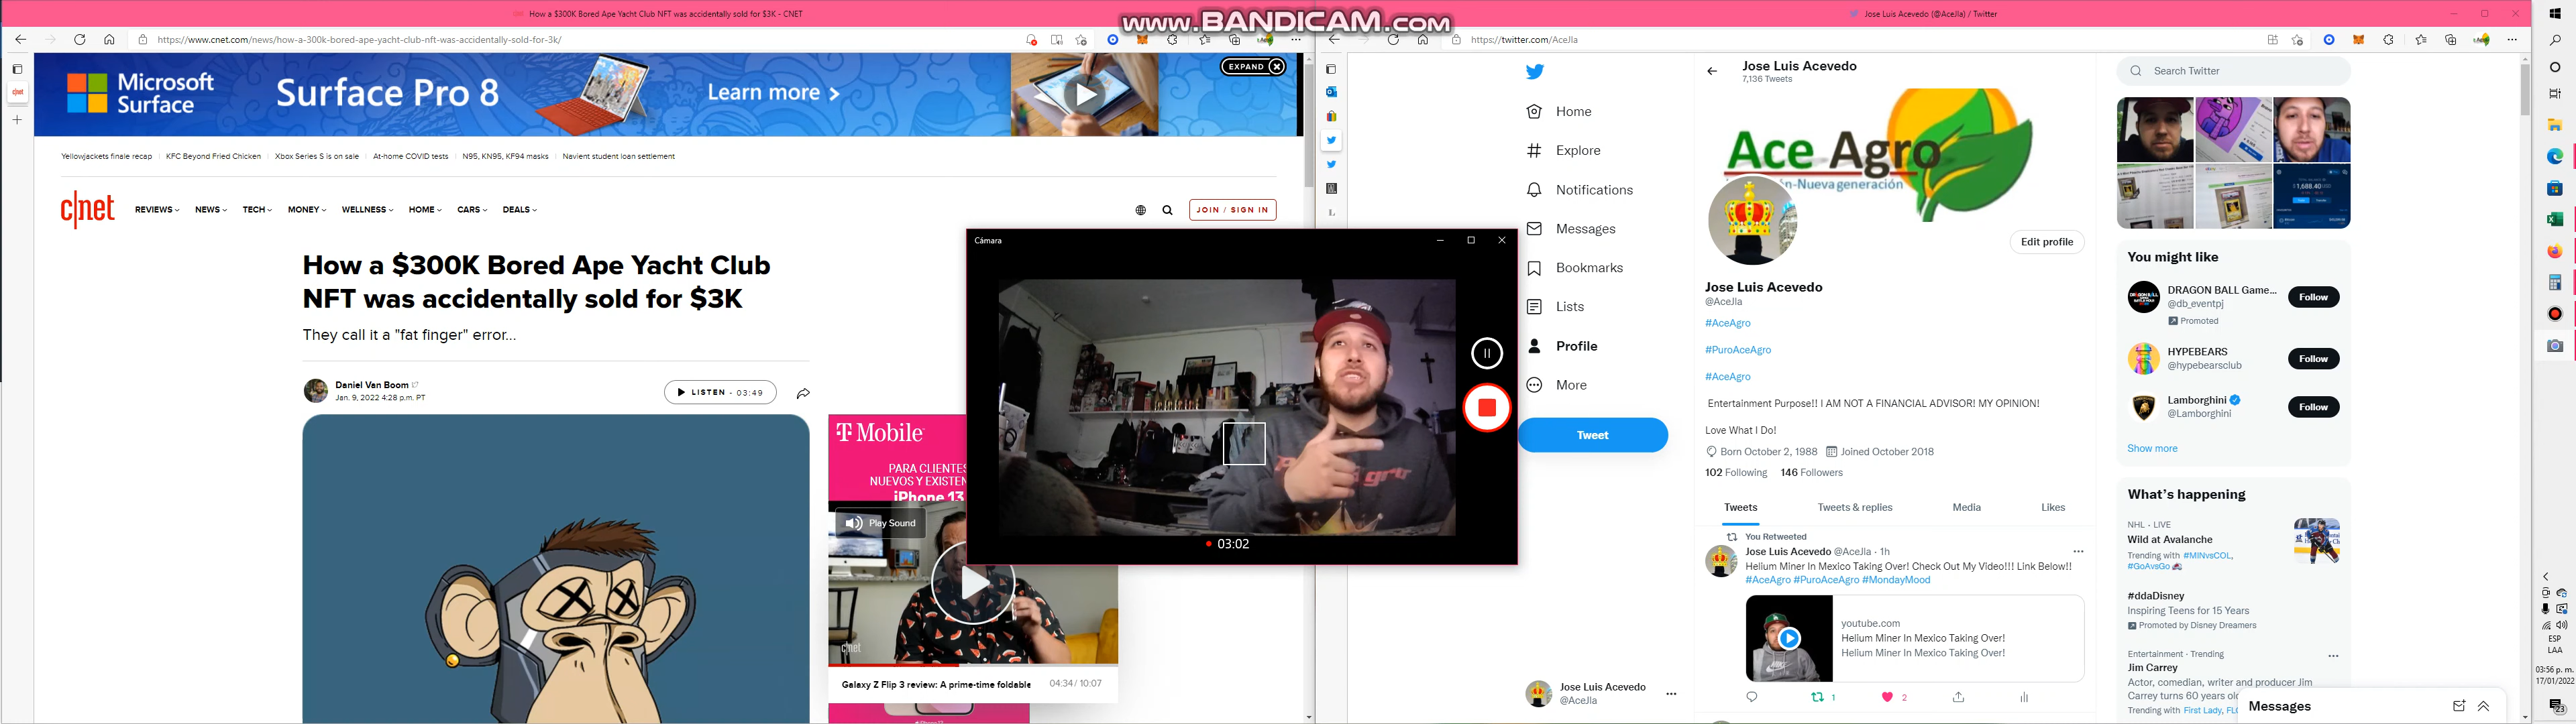 How a $300K Bored Ape Yacht Club NFT was accidentally sold for $3K - CNET
www.BANDICAM.com
Jose Luis Acevedo (@AceJla) / Twitter
https://www.cnet.com/news/how-a-300k-bored-ape-yacht-club-nft-was-accidentally-sold-for-3k/
https://twitter.com/AceJla
Microsoft
Surface
Surface Pro 8
Learn more >
EXPAND
Yellowjackets finale recap
KFC Beyond Fried Chicken
Xbox Series S is on sale
At-home COVID tests
N95, KN95, KF94 masks
Navient student loan settlement
c|net
REVIEWS
NEWS
TECH
MONEY
WELLNESS
HOME
CARS
DEALS
JOIN / SIGN IN
How a $300K Bored Ape Yacht Club
NFT was accidentally sold for $3K
They call it a "fat finger" error...
Daniel Van Boom
Jan. 9, 2022 4:28 p.m. PT
LISTEN - 03:49
T Mobile
PARA CLIENTES
NUEVOS Y EXISTEN
iPhone 13
Play Sound
c|net
Galaxy Z Flip 3 review: A prime-time foldable
04:34 / 10:07
Cámara
03:02
Home
Explore
Notifications
Messages
Bookmarks
Lists
Profile
More
Tweet
Jose Luis Acevedo
@AceJla
Jose Luis Acevedo
7,136 Tweets
Ace Agro
ón-Nueva generación
Edit profile
Jose Luis Acevedo
@AceJla
#AceAgro
#PuroAceAgro
#AceAgro
Entertainment Purpose!! I AM NOT A FINANCIAL ADVISOR! MY OPINION!
Love What I Do!
Born October 2, 1988 Joined October 2018
102 Following 146 Followers
Tweets
Tweets & replies
Media
Likes
You Retweeted
Jose Luis Acevedo @AceJla · 1h
Helium Miner In Mexico Taking Over! Check Out My Video!!! Link Below!!
#AceAgro #PuroAceAgro #MondayMood
youtube.com
Helium Miner In Mexico Taking Over!
Helium Miner In Mexico Taking Over!
1
2
Search Twitter
1,688.40
You might like
DRAGON BALL Game...
@db_eventpj
Promoted
Follow
HYPEBEARS
@hypebearsclub
Follow
Lamborghini
@Lamborghini
Follow
Show more
What's happening
NHL · LIVE
Wild at Avalanche
Trending with #MINvsCOL,
#GoAvsGo
#ddaDisney
Inspiring Teens for 15 Years
Promoted by Disney Dreamers
Entertainment · Trending
Jim Carrey
Actor, comedian, writer and producer Jim
Carrey turns 60 years
Trending with First Lady,
Messages
ESP
LAA
03:56 p. m.
17/01/2022
23